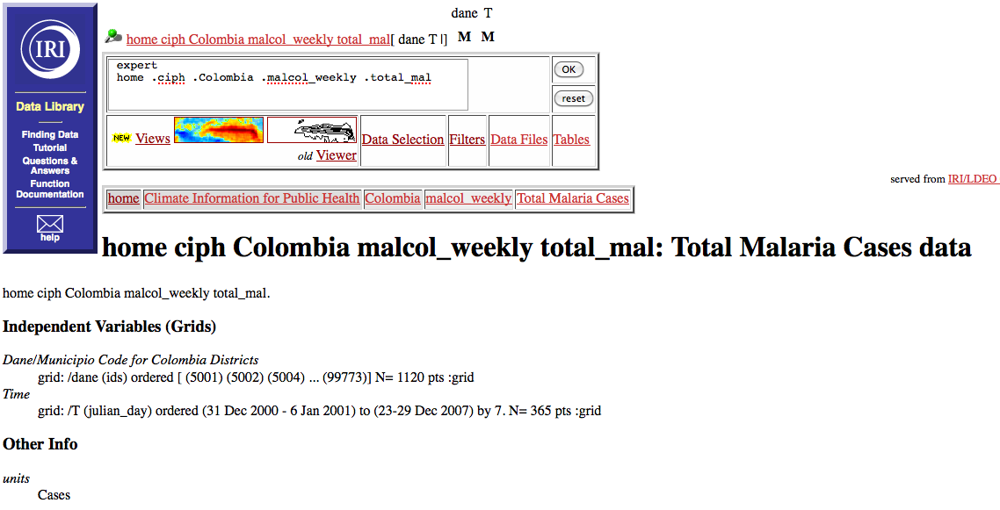 dane T
home ciph Colombia malcol_weekly total_mal[ dane T |] M M
IRI
Data Library
Finding Data
Tutorial
Questions &
Answers
Function
Documentation
help
expert
home .ciph .Colombia .malcol_weekly .total_mal
OK
reset
NEW Views
old Viewer
Data Selection
Filters
Data Files
Tables
served from IRI/LDEO
home Climate Information for Public Health Colombia malcol_weekly Total Malaria Cases
home ciph Colombia malcol_weekly total_mal: Total Malaria Cases data
home ciph Colombia malcol_weekly total_mal.
Independent Variables (Grids)
Dane/Municipio Code for Colombia Districts
grid: /dane (ids) ordered [ (5001) (5002) (5004) ... (99773)] N= 1120 pts :grid
Time
grid: /T (julian_day) ordered (31 Dec 2000 - 6 Jan 2001) to (23-29 Dec 2007) by 7. N= 365 pts :grid
Other Info
units
Cases